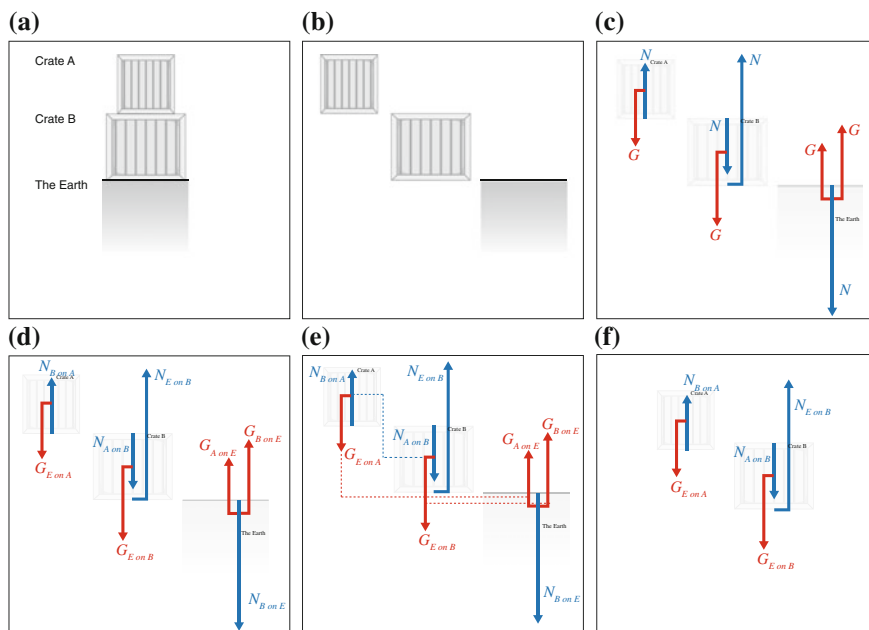 (a)
Crate A
Crate B
The Earth
(b)
(c)
N
Crate A
G
N
N
Crate B
G
G
G
The Earth
N
(d)
N B on A
Crate A
G E on A
N E on B
N A on B
Crate B
G E on B
G A on E
G B on E
The Earth
N B on E
(e)
N B on A
Crate A
G E on A
N E on B
N A on B
Crate B
G E on B
G A on E
G B on E
The Earth
N B on E
(f)
N B on A
Crate A
G E on A
N E on B
N A on B
Crate B
G E on B